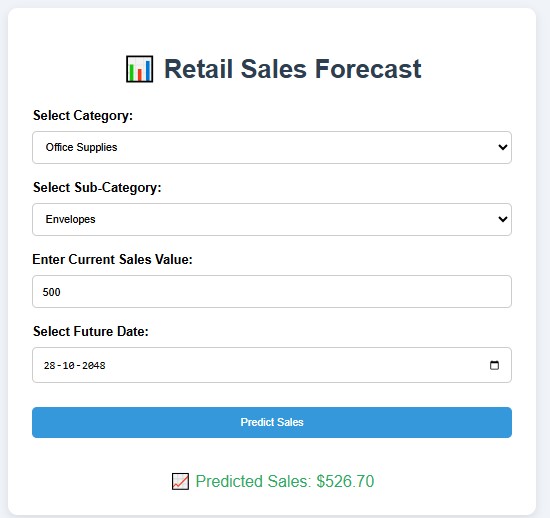 Retail Sales Forecast
Select Category:
Office Supplies
Select Sub-Category:
Envelopes
Enter Current Sales Value:
500
Select Future Date:
28-10-2048
Predict Sales
Predicted Sales: $526.70